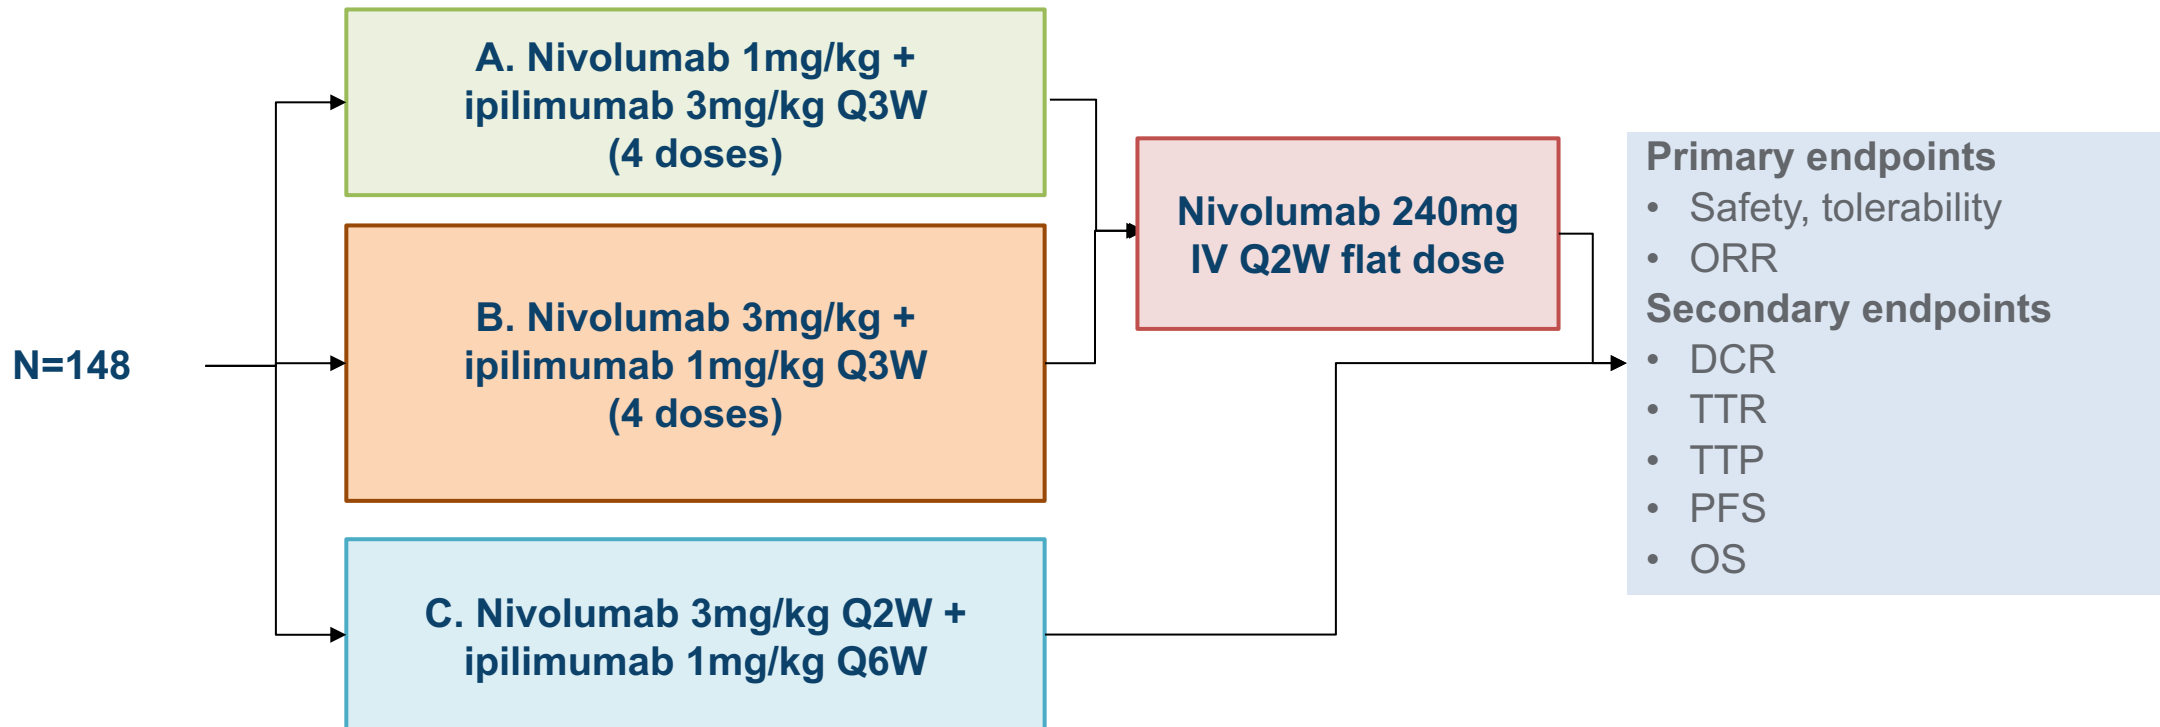 N=148
A. Nivolumab 1mg/kg +
ipilimumab 3mg/kg Q3W
(4 doses)
B. Nivolumab 3mg/kg +
ipilimumab 1mg/kg Q3W
(4 doses)
C. Nivolumab 3mg/kg Q2W +
ipilimumab 1mg/kg Q6W
Nivolumab 240mg
IV Q2W flat dose
Primary endpoints
• Safety, tolerability
• ORR
Secondary endpoints
• DCR
• TTR
• TTP
• PFS
• OS